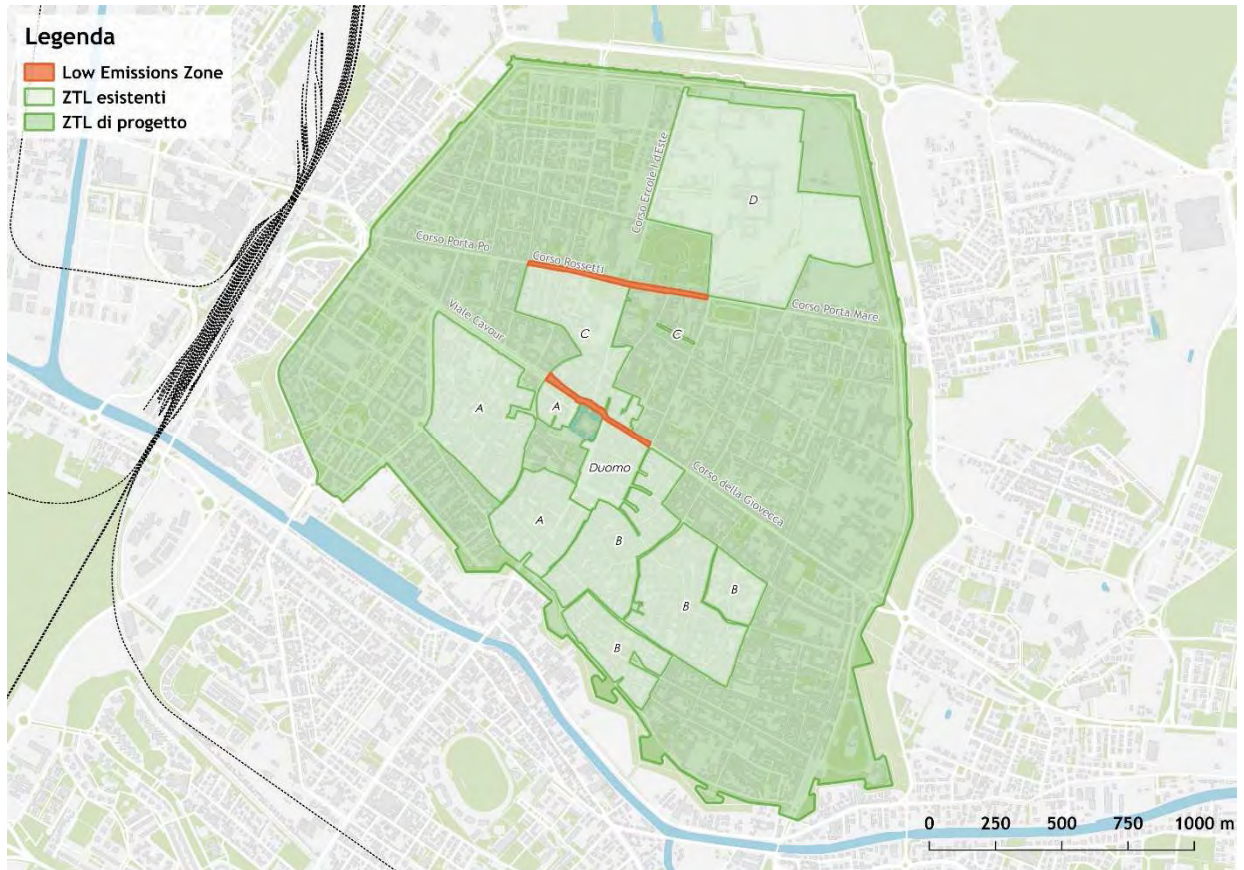 Legenda
Low Emissions Zone
ZTL esistenti
ZTL di progetto
Corso Ercole I d'Este
D
Corso Porta Po
Corso Rossetti
Corso Porta Mare
Viale Cavour
C
C
A
A
Duomo
Corso della Giovecca
A
B
B
B
B
0 250 500 750 1000 m